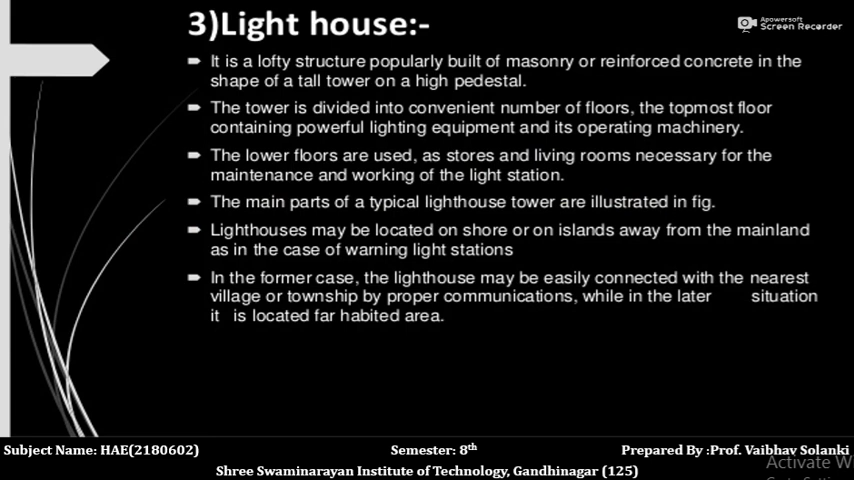 3)Light house:-
Apowersoft
Screen Recorder
It is a lofty structure popularly built of masonry or reinforced concrete in the
shape of a tall tower on a high pedestal.
The tower is divided into convenient number of floors, the topmost floor
containing powerful lighting equipment and its operating machinery.
The lower floors are used, as stores and living rooms necessary for the
maintenance and working of the light station.
The main parts of a typical lighthouse tower are illustrated in fig.
Lighthouses may be located on shore or on islands away from the mainland
as in the case of warning light stations
In the former case, the lighthouse may be easily connected with the nearest
village or township by proper communications, while in the later situation
it is located far habited area.
Subject Name: HAE(2180602) Semester: 8th Prepared By :Prof. Vaibhav Solanki
Shree Swaminarayan Institute of Technology, Gandhinagar (125)
Activate W